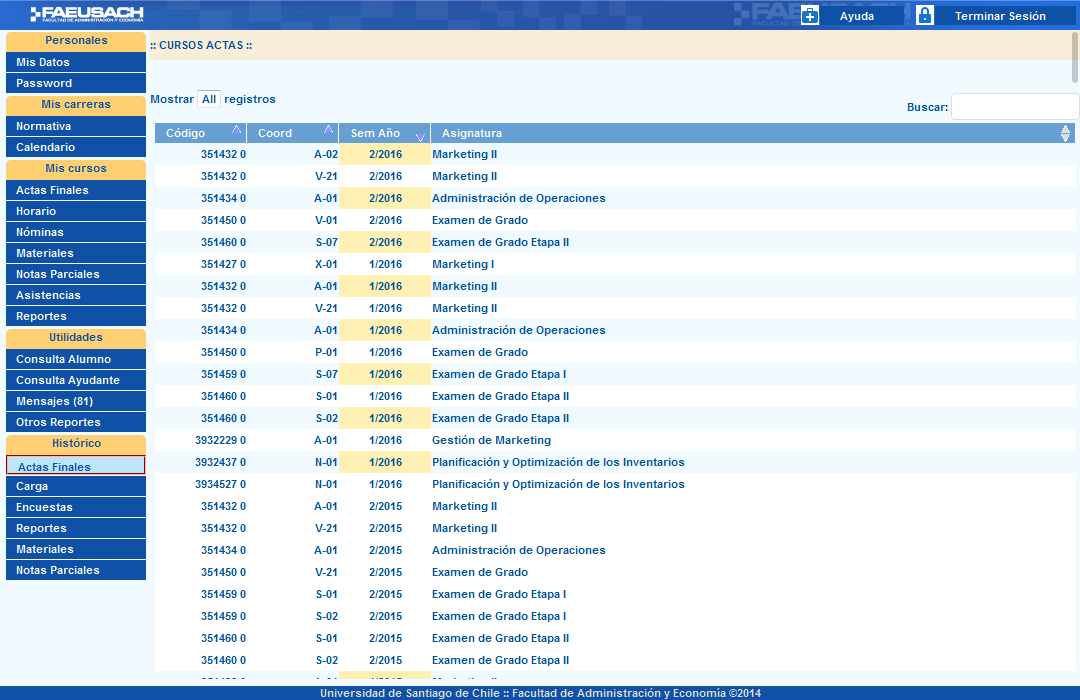 FAEUSACH
FACULTAD DE ADMINISTRACIÓN Y ECONOMÍA
Ayuda
Terminar Sesión
Personales
Mis Datos
Password
Mis carreras
Normativa
Calendario
Mis cursos
Actas Finales
Horario
Nóminas
Materiales
Notas Parciales
Asistencias
Reportes
Utilidades
Consulta Alumno
Consulta Ayudante
Mensajes (81)
Otros Reportes
Histórico
Actas Finales
Carga
Encuestas
Reportes
Materiales
Notas Parciales
:: CURSOS ACTAS ::
Mostrar All registros
Buscar:
Código Coord Sem Año Asignatura
351432 0 A-02 2/2016 Marketing II
351432 0 V-21 2/2016 Marketing II
351434 0 A-01 2/2016 Administración de Operaciones
351450 0 V-01 2/2016 Examen de Grado
351460 0 S-07 2/2016 Examen de Grado Etapa II
351427 0 X-01 1/2016 Marketing I
351432 0 A-01 1/2016 Marketing II
351432 0 V-21 1/2016 Marketing II
351434 0 A-01 1/2016 Administración de Operaciones
351450 0 P-01 1/2016 Examen de Grado
351459 0 S-07 1/2016 Examen de Grado Etapa I
351460 0 S-01 1/2016 Examen de Grado Etapa II
351460 0 S-02 1/2016 Examen de Grado Etapa II
3932229 0 A-01 1/2016 Gestión de Marketing
3932437 0 N-01 1/2016 Planificación y Optimización de los Inventarios
3934527 0 N-01 1/2016 Planificación y Optimización de los Inventarios
351432 0 A-01 2/2015 Marketing II
351432 0 V-21 2/2015 Marketing II
351434 0 A-01 2/2015 Administración de Operaciones
351450 0 V-21 2/2015 Examen de Grado
351459 0 S-01 2/2015 Examen de Grado Etapa I
351459 0 S-02 2/2015 Examen de Grado Etapa I
351460 0 S-01 2/2015 Examen de Grado Etapa II
351460 0 S-02 2/2015 Examen de Grado Etapa II
Universidad de Santiago de Chile :: Facultad de Administración y Economía ©2014